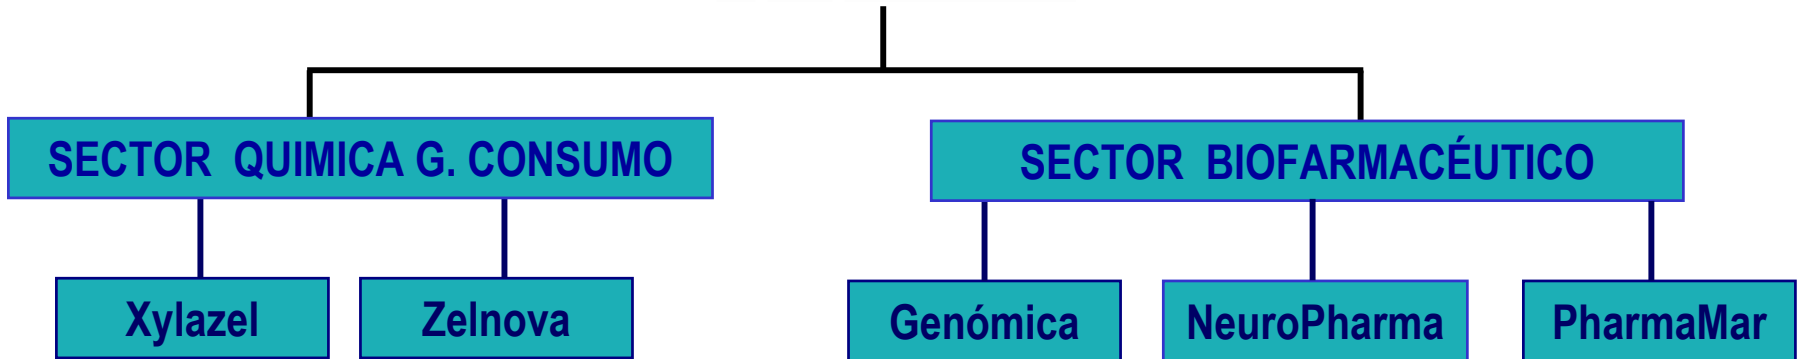 SECTOR QUIMICA G. CONSUMO
SECTOR BIOFARMACÉUTICO
Xylazel
Zelnova
Genómica
NeuroPharma
PharmaMar